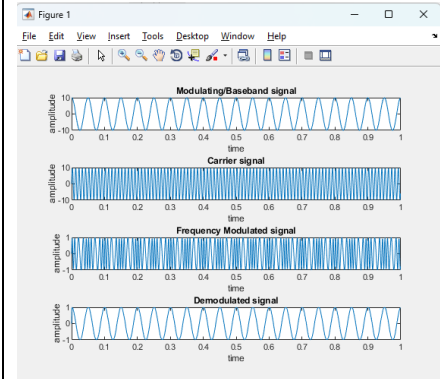 Figure 1
File Edit View Insert Tools Desktop Window Help
Modulating/Baseband signal
amplitude
10
0
-10
0 0.1 0.2 0.3 0.4 0.5 0.6 0.7 0.8 0.9 1
time
Carrier signal
amplitude
10
0
-10
0 0.1 0.2 0.3 0.4 0.5 0.6 0.7 0.8 0.9 1
time
Frequency Modulated signal
amplitude
1
0
-1
0 0.1 0.2 0.3 0.4 0.5 0.6 0.7 0.8 0.9 1
time
Demodulated signal
amplitude
1
0
-1
0 0.1 0.2 0.3 0.4 0.5 0.6 0.7 0.8 0.9 1
time